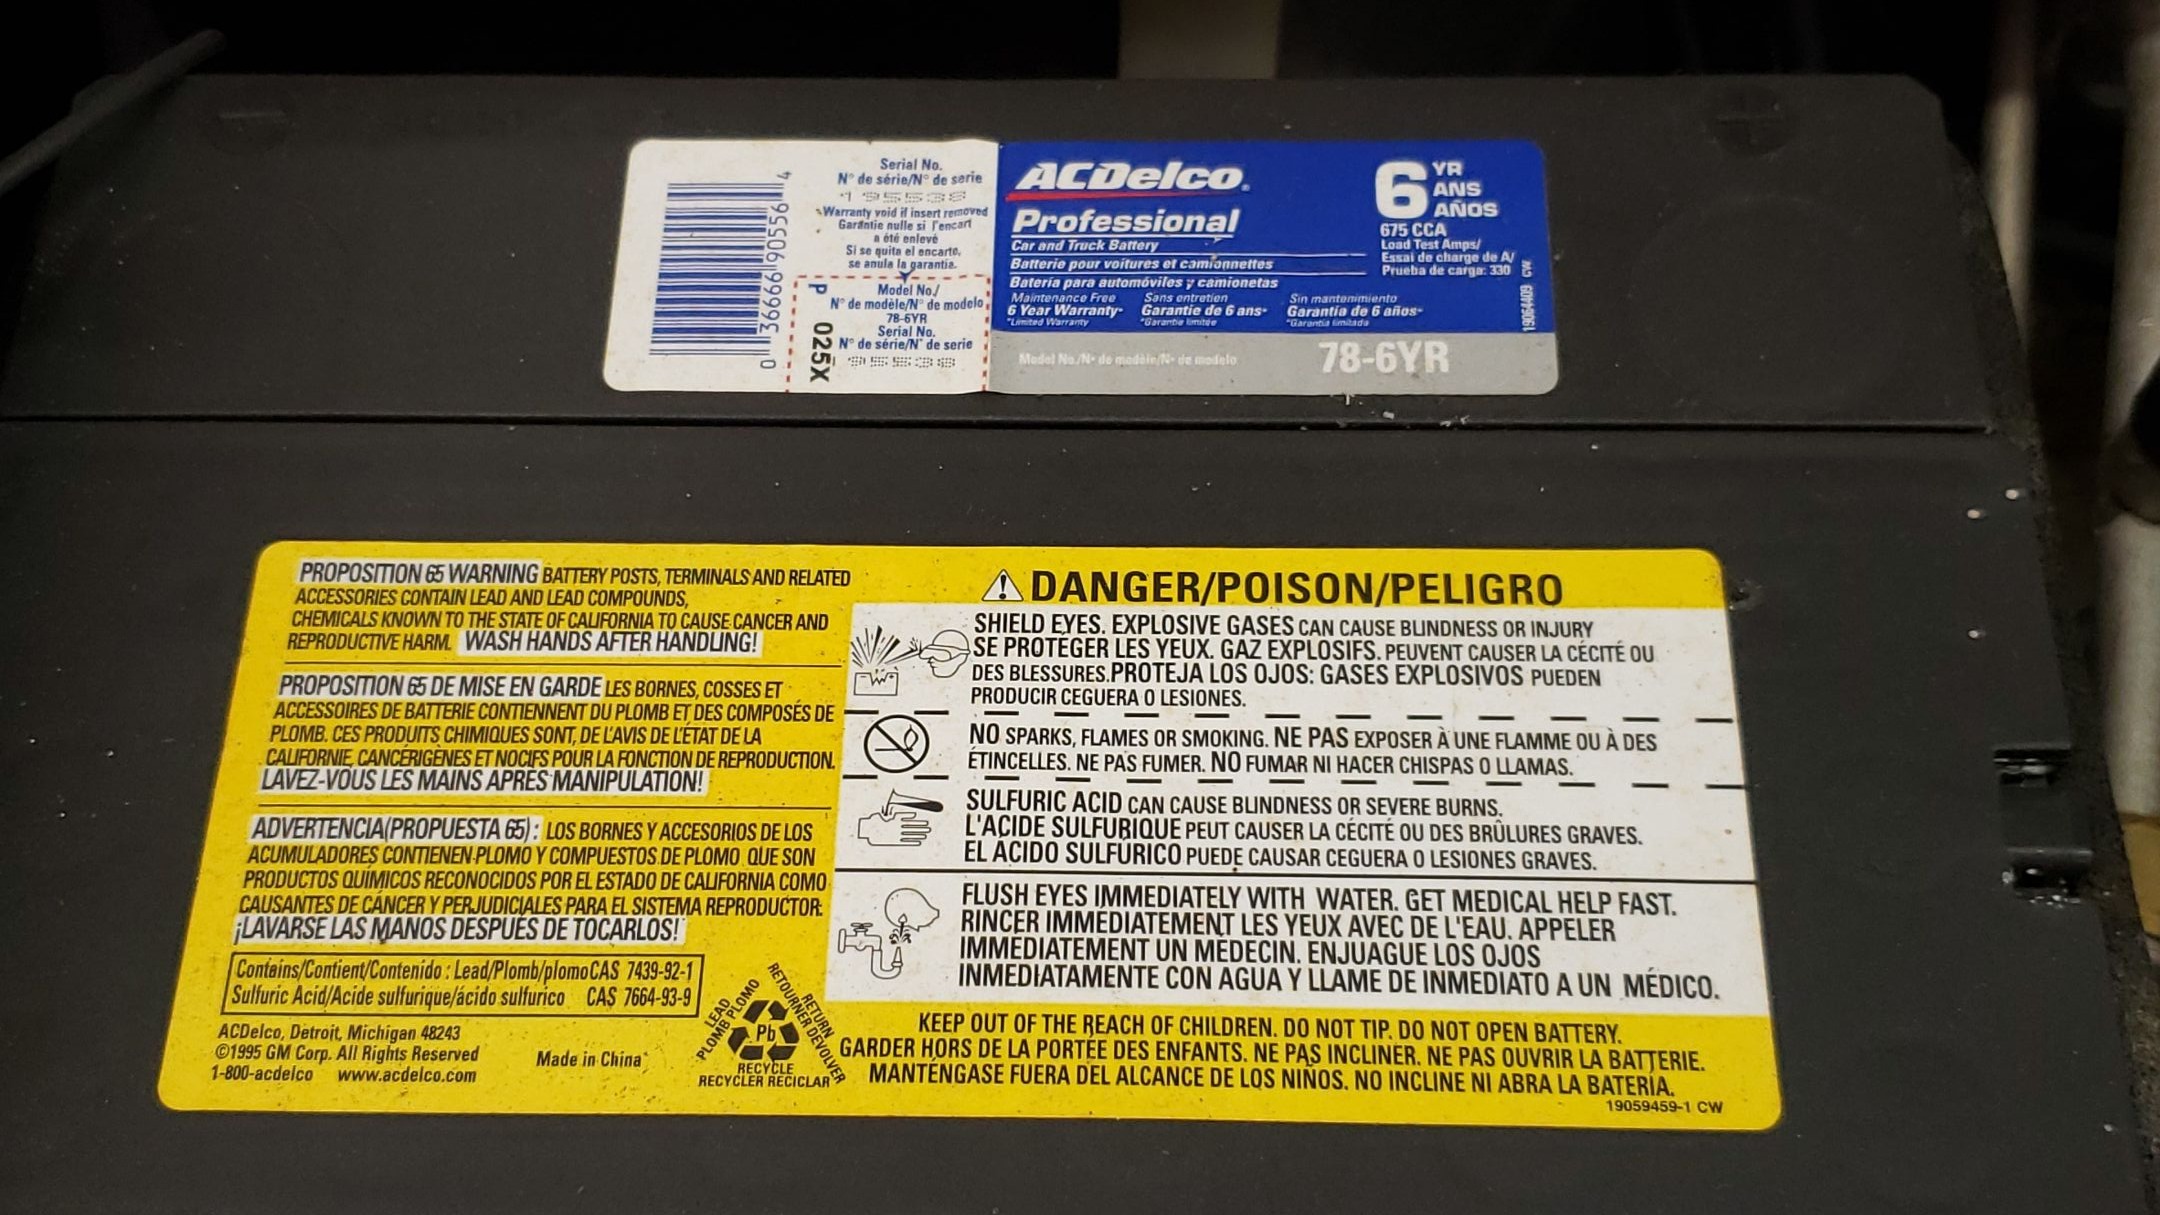 Serial No.
N° de série/N° de serie
Warranty void if insert removed
Garantie nulle si l'encart
a été enlevé
Si se quita el encarto,
se anula la garantia.
Model No./
N° de modèle/N° de modelo
78-6YR
Serial No.
N° de série/N° de serie
P
025X
0 36666 90556 4
ACDelco
Professional
Car and Truck Battery
Batterie pour voitures et camionnettes
Batería para automóviles y camionetas
Maintenance Free
6 Year Warranty*
*Limited Warranty
Sans entretien
Garantie de 6 ans*
*Garantie limitée
Sin mantenimiento
Garantía de 6 años*
*Garantía limitada
6 YR
ANS
AÑOS
675 CCA
Load Test Amps/
Essai de charge de A/
Prueba de carga: 330
19064409 CW
Model No./N° de modèle/N° de modelo 78-6YR
PROPOSITION 65 WARNING BATTERY POSTS, TERMINALS AND RELATED
ACCESSORIES CONTAIN LEAD AND LEAD COMPOUNDS,
CHEMICALS KNOWN TO THE STATE OF CALIFORNIA TO CAUSE CANCER AND
REPRODUCTIVE HARM. WASH HANDS AFTER HANDLING!
PROPOSITION 65 DE MISE EN GARDE LES BORNES, COSSES ET
ACCESSOIRES DE BATTERIE CONTIENNENT DU PLOMB ET DES COMPOSÉS DE
PLOMB. CES PRODUITS CHIMIQUES SONT, DE L'AVIS DE L'ÉTAT DE LA
CALIFORNIE, CANCÉRIGÈNES ET NOCIFS POUR LA FONCTION DE REPRODUCTION.
LAVEZ-VOUS LES MAINS APRES MANIPULATION!
ADVERTENCIA(PROPUESTA 65) : LOS BORNES Y ACCESORIOS DE LOS
ACUMULADORES CONTIENEN PLOMO Y COMPUESTOS DE PLOMO QUE SON
PRODUCTOS QUIMICOS RECONOCIDOS POR EL ESTADO DE CALIFORNIA COMO
CAUSANTES DE CÁNCER Y PERJUDICIALES PARA EL SISTEMA REPRODUCTOR:
¡LAVARSE LAS MANOS DESPUÉS DE TOCARLOS!
Contains/Contient/Contenido : Lead/Plomb/plomo CAS 7439-92-1
Sulfuric Acid/Acide sulfurique/ácido sulfurico CAS 7664-93-9
ACDelco, Detroit, Michigan 48243
©1995 GM Corp. All Rights Reserved
1-800-acdelco www.acdelco.com
Made in China
LEAD
PLOMB PLOMO
RETURN
RETOURNER DEVOLVER
Pb
RECYCLE
RECYCLER RECICLAR
DANGER/POISON/PELIGRO
SHIELD EYES. EXPLOSIVE GASES CAN CAUSE BLINDNESS OR INJURY
SE PROTÉGER LES YEUX. GAZ EXPLOSIFS. PEUVENT CAUSER LA CÉCITÉ OU
DES BLESSURES.PROTEJA LOS OJOS: GASES EXPLOSIVOS PUEDEN
PRODUCIR CEGUERA O LESIONES.
NO SPARKS, FLAMES OR SMOKING. NE PAS EXPOSER À UNE FLAMME OU À DES
ÉTINCELLES. NE PAS FUMER. NO FUMAR NI HACER CHISPAS O LLAMAS.
SULFURIC ACID CAN CAUSE BLINDNESS OR SEVERE BURNS.
L'ACIDE SULFURIQUE PEUT CAUSER LA CÉCITÉ OU DES BRÛLURES GRAVES.
EL ACIDO SULFÚRICO PUEDE CAUSAR CEGUERA O LESIONES GRAVES.
FLUSH EYES IMMEDIATELY WITH WATER. GET MEDICAL HELP FAST.
RINCER IMMÉDIATEMENT LES YEUX AVEC DE L'EAU. APPELER
IMMÉDIATEMENT UN MÉDECIN. ENJUAGUE LOS OJOS
INMEDIATAMENTE CON AGUA Y LLAME DE INMEDIATO A UN MÉDICO.
KEEP OUT OF THE REACH OF CHILDREN. DO NOT TIP. DO NOT OPEN BATTERY.
GARDER HORS DE LA PORTÉE DES ENFANTS. NE PAS INCLINER. NE PAS OUVRIR LA BATTERIE.
MANTÉNGASE FUERA DEL ALCANCE DE LOS NIÑOS. NO INCLINE NI ABRA LA BATERÍA.
19059459-1 CW